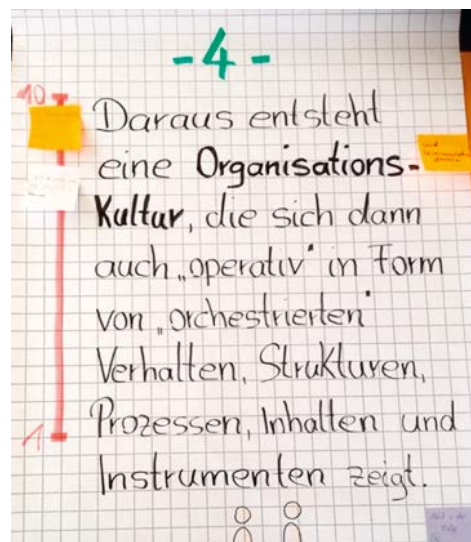 - 4 -
10
Daraus entsteht
eine Organisations-
Kultur, die sich dann
auch „operativ“ in Form
von „orchestrierten“
Verhalten, Strukturen,
Prozessen, Inhalten und
1
Instrumenten zeigt.